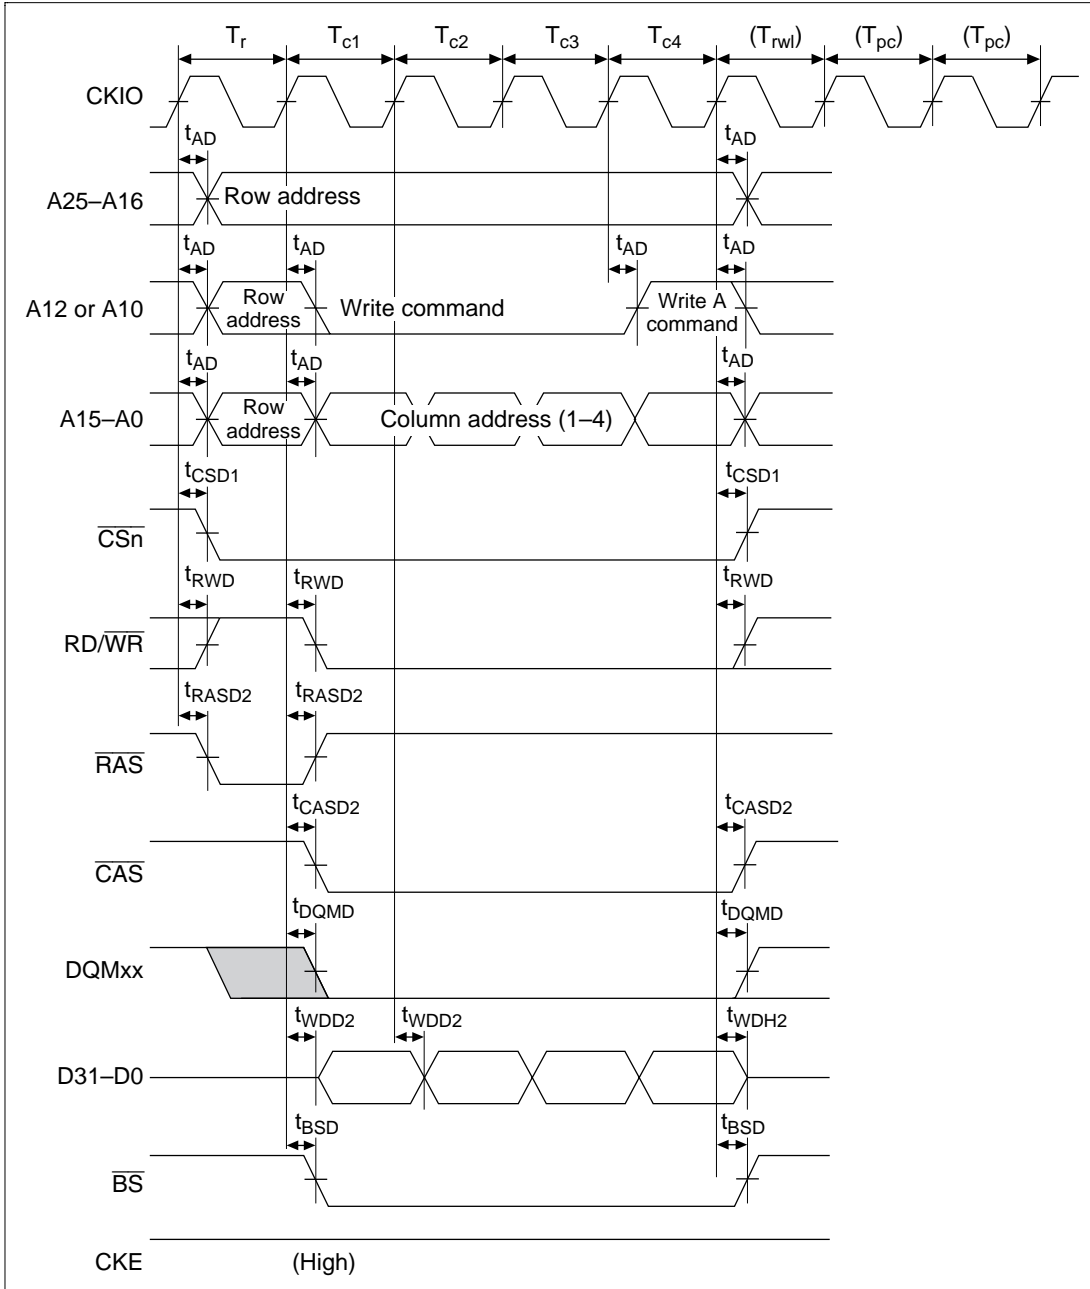 Tr Tc1 Tc2 Tc3 Tc4 (Trwl) (Tpc) (Tpc)
CKIO
tAD tAD
A25–A16 Row address
tAD tAD tAD tAD
A12 or A10 Row address Write command Write A command
tAD tAD tAD
A15–A0 Row address Column address (1–4)
tCSD1 tCSD1
CSn
tRWD tRWD tRWD
RD/WR
tRASD2 tRASD2
RAS
tCASD2 tCASD2
CAS
tDQMD tDQMD
DQMxx
tWDD2 tWDD2 tWDH2
D31–D0
tBSD tBSD
BS
CKE (High)